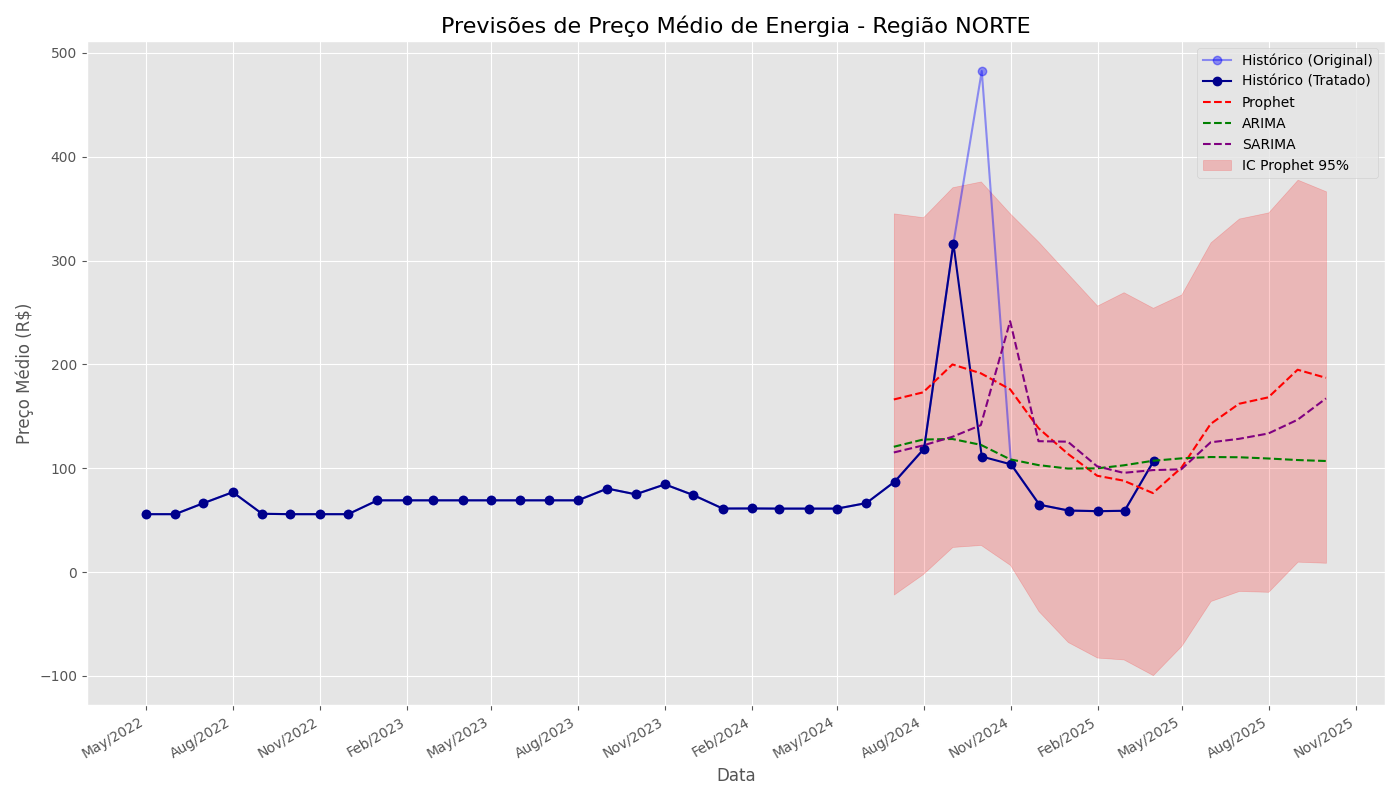 Previsões de Preço Médio de Energia - Região NORTE
Histórico (Original)
Histórico (Tratado)
Prophet
ARIMA
SARIMA
IC Prophet 95%
Preço Médio (R$)
500
400
300
200
100
0
−100
May/2022
Aug/2022
Nov/2022
Feb/2023
May/2023
Aug/2023
Nov/2023
Feb/2024
May/2024
Aug/2024
Nov/2024
Feb/2025
May/2025
Aug/2025
Nov/2025
Data